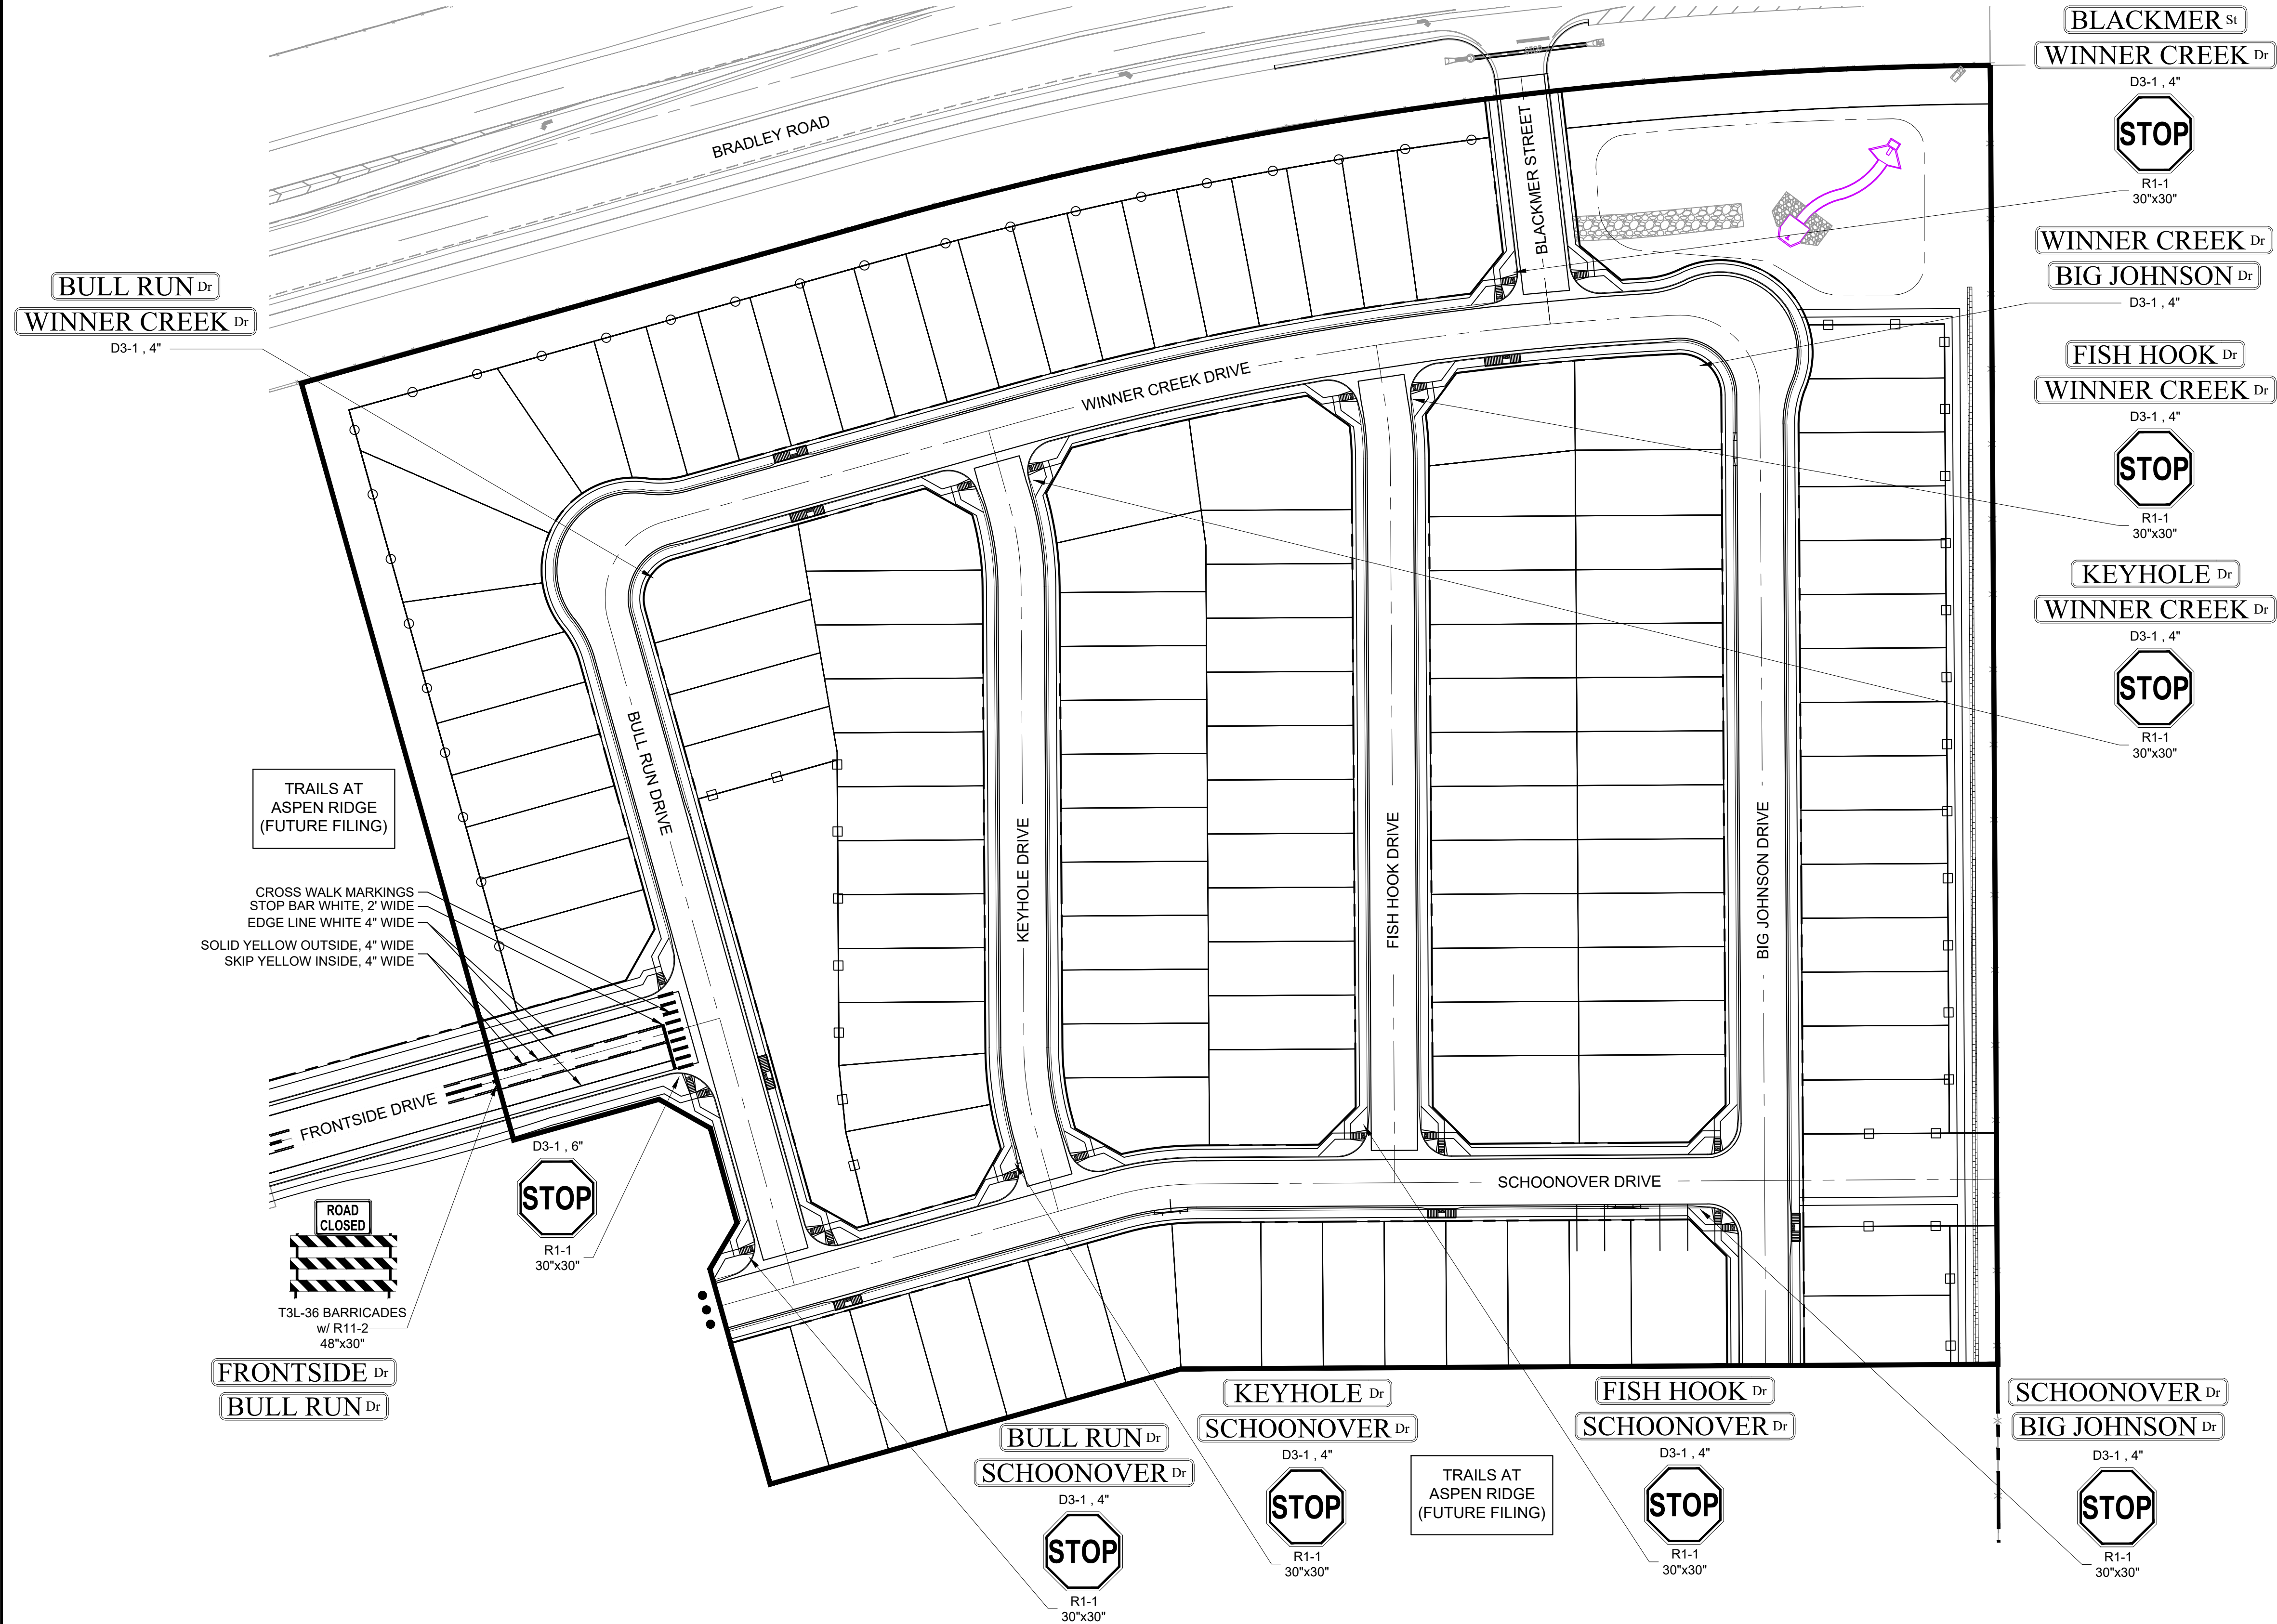 BLACKMER St
WINNER CREEK Dr
D3-1 , 4"
STOP
R1-1
30"x30"
WINNER CREEK Dr
BIG JOHNSON Dr
D3-1 , 4"
FISH HOOK Dr
WINNER CREEK Dr
D3-1 , 4"
STOP
R1-1
30"x30"
KEYHOLE Dr
WINNER CREEK Dr
D3-1 , 4"
STOP
R1-1
30"x30"
BRADLEY ROAD
BLACKMER STREET
BULL RUN Dr
WINNER CREEK Dr
D3-1 , 4"
WINNER CREEK DRIVE
BULL RUN DRIVE
KEYHOLE DRIVE
FISH HOOK DRIVE
BIG JOHNSON DRIVE
TRAILS AT
ASPEN RIDGE
(FUTURE FILING)
CROSS WALK MARKINGS
STOP BAR WHITE, 2' WIDE
EDGE LINE WHITE 4" WIDE
SOLID YELLOW OUTSIDE, 4" WIDE
SKIP YELLOW INSIDE, 4" WIDE
FRONTSIDE DRIVE
SCHOONOVER DRIVE
D3-1 , 6"
STOP
R1-1
30"x30"
ROAD
CLOSED
T3L-36 BARRICADES
w/ R11-2
48"x30"
FRONTSIDE Dr
BULL RUN Dr
BULL RUN Dr
SCHOONOVER Dr
D3-1 , 4"
STOP
R1-1
30"x30"
KEYHOLE Dr
SCHOONOVER Dr
D3-1 , 4"
STOP
R1-1
30"x30"
TRAILS AT
ASPEN RIDGE
(FUTURE FILING)
FISH HOOK Dr
SCHOONOVER Dr
D3-1 , 4"
STOP
R1-1
30"x30"
SCHOONOVER Dr
BIG JOHNSON Dr
D3-1 , 4"
STOP
R1-1
30"x30"